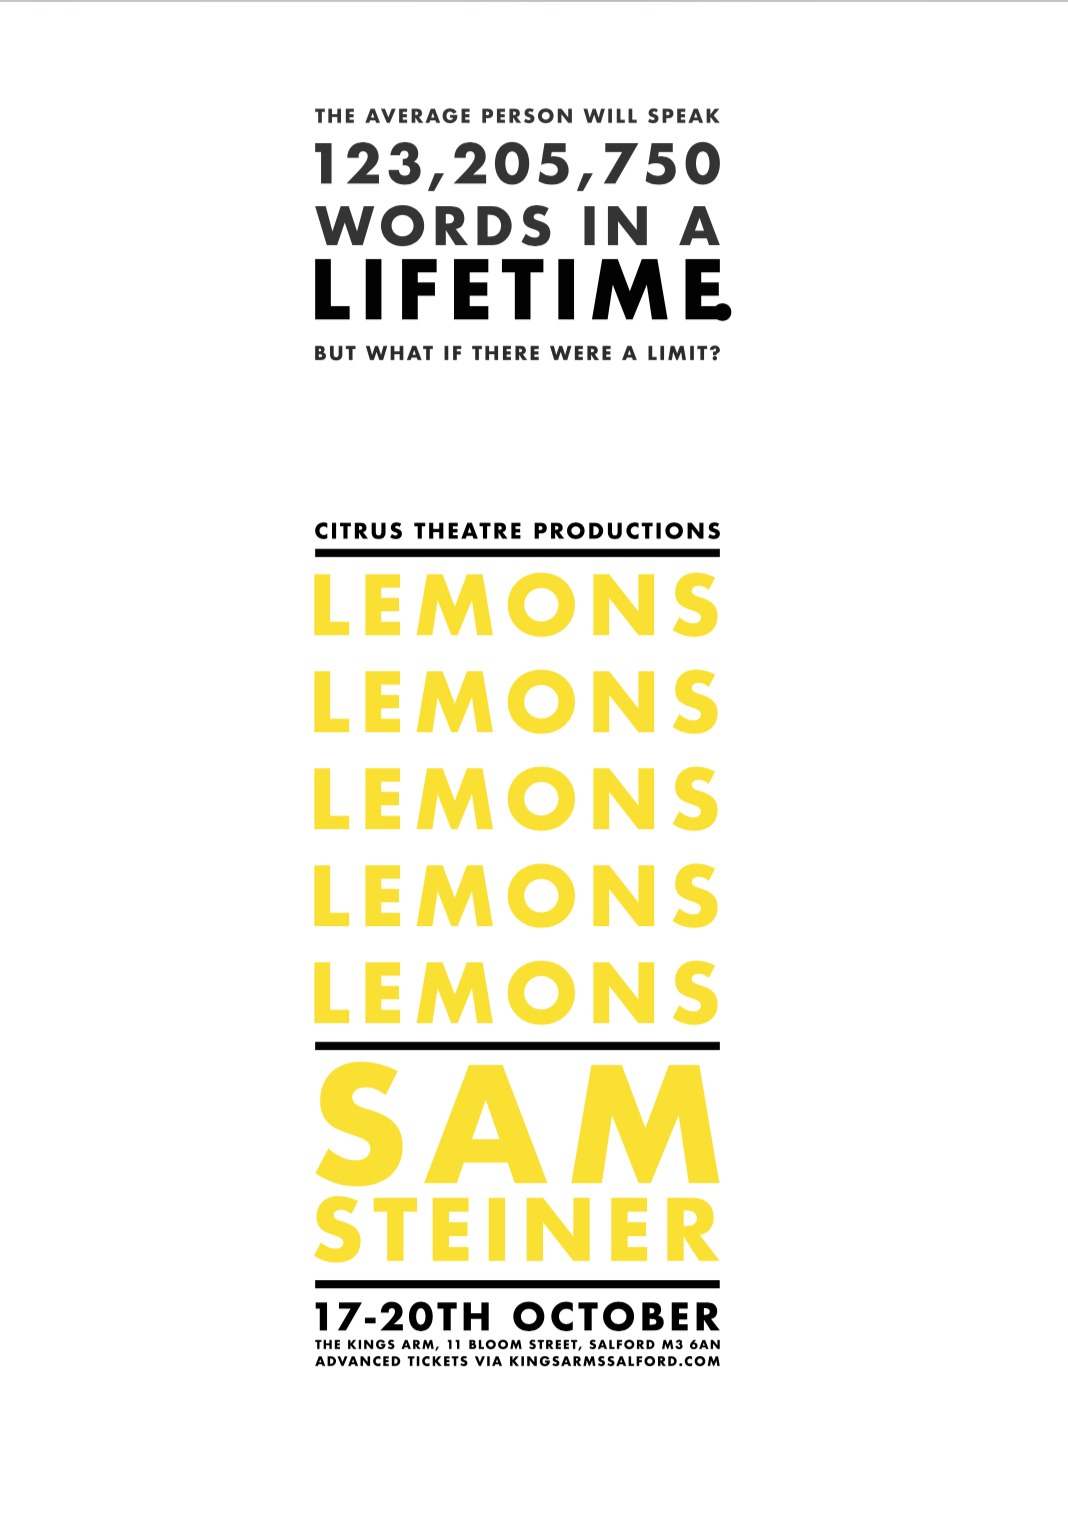 THE AVERAGE PERSON WILL SPEAK
123,205,750
WORDS IN A
LIFETIME.
BUT WHAT IF THERE WERE A LIMIT?
CITRUS THEATRE PRODUCTIONS
LEMONS
LEMONS
LEMONS
LEMONS
LEMONS
SAM
STEINER
17-20TH OCTOBER
THE KINGS ARM, 11 BLOOM STREET, SALFORD M3 6AN
ADVANCED TICKETS VIA KINGSARMSSALFORD.COM